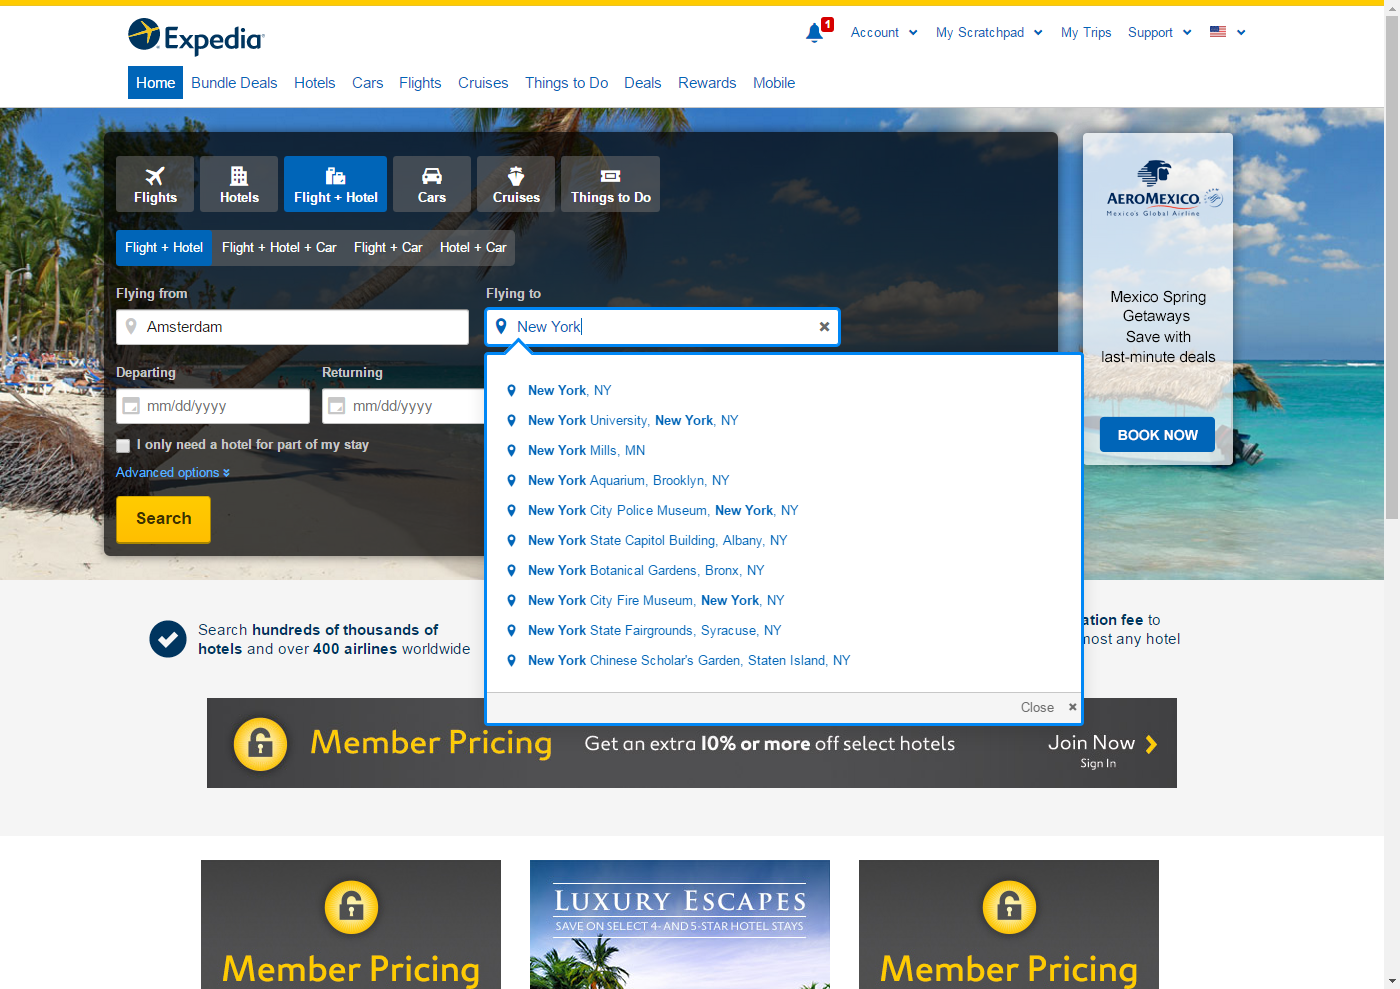 Expedia
1
Account
My Scratchpad
My Trips
Support
Home
Bundle Deals
Hotels
Cars
Flights
Cruises
Things to Do
Deals
Rewards
Mobile
Flights
Hotels
Flight + Hotel
Cars
Cruises
Things to Do
Flight + Hotel
Flight + Hotel + Car
Flight + Car
Hotel + Car
Flying from
Flying to
Amsterdam
New York
Departing
Returning
mm/dd/yyyy
mm/dd/yyyy
I only need a hotel for part of my stay
Advanced options
Search
New York, NY
New York University, New York, NY
New York Mills, MN
New York Aquarium, Brooklyn, NY
New York City Police Museum, New York, NY
New York State Capitol Building, Albany, NY
New York Botanical Gardens, Bronx, NY
New York City Fire Museum, New York, NY
New York State Fairgrounds, Syracuse, NY
New York Chinese Scholar's Garden, Staten Island, NY
Close
AEROMEXICO
Mexico's Global Airline
Mexico Spring
Getaways
Save with
last-minute deals
BOOK NOW
Search hundreds of thousands of
hotels and over 400 airlines worldwide
ation fee to
most any hotel
Member Pricing
Get an extra 10% or more off select hotels
Join Now
Sign In
Member Pricing
LUXURY ESCAPES
SAVE ON SELECT 4- AND 5-STAR HOTEL STAYS
Member Pricing